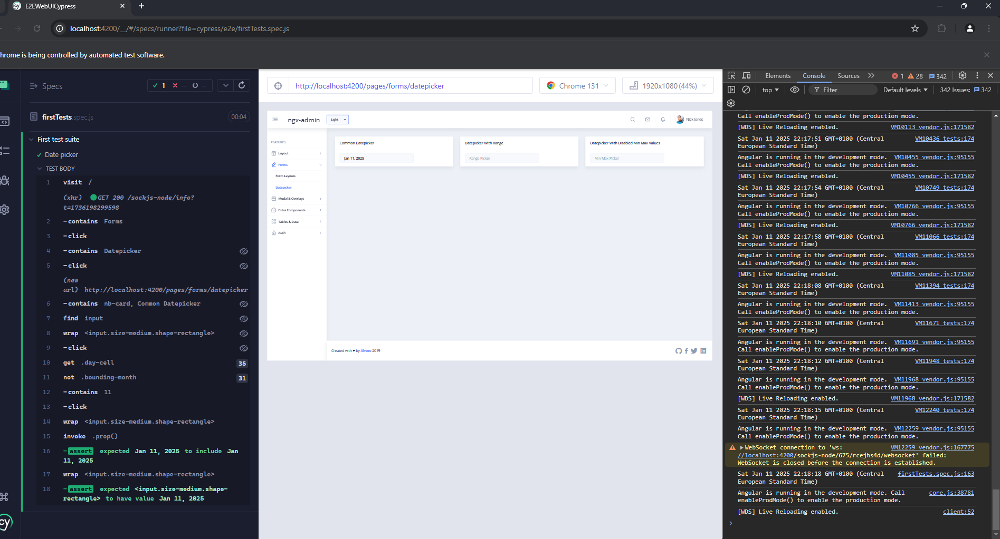 E2EWebUICypress
localhost:4200/__/#/specs/runner?file=cypress/e2e/firstTests.spec.js
hrome is being controlled by automated test software.
Specs
1
--
--
firstTests.spec.js
00:04
First test suite
Date picker
TEST BODY
1 visit /
(xhr) GET 200 /sockjs-node/info?
t=1736198299598
2 -contains Forms
3 -click
4 -contains Datepicker
5 -click
(new
url) http://localhost:4200/pages/forms/datepicker
6 -contains nb-card, Common Datepicker
7 find input
8 wrap <input.size-medium.shape-rectangle>
9 -click
10 get .day-cell 35
11 not .bounding-month 31
12 -contains 11
13 -click
14 wrap <input.size-medium.shape-rectangle>
15 invoke .prop()
16 -assert expected Jan 11, 2025 to include Jan
11, 2025
17 wrap <input.size-medium.shape-rectangle>
18 -assert expected <input.size-medium.shape-
rectangle> to have value Jan 11, 2025
cy
http://localhost:4200/pages/forms/datepicker
Chrome 131
1920x1080 (44%)
ngx-admin
Light
Nick Jones
FEATURES
Layout
Forms
Form Layouts
Datepicker
Modal & Overlays
Extra Components
Tables & Data
Auth
Common Datepicker
Jan 11, 2025
Datepicker With Range
Range Picker
Datepicker With Disabled Min Max Values
Min Max Picker
Created with ♥ by Akveo 2019
Elements Console Sources 1 28 342
top Filter Default levels 342 Issues: 342
Call enableProdMode() to enable the production mode.
[WDS] Live Reloading enabled. VM10113 vendor.js:171582
Sat Jan 11 2025 22:17:51 GMT+0100 (Central VM10436 tests:174
European Standard Time)
Angular is running in the development mode. VM10455 vendor.js:95155
Call enableProdMode() to enable the production mode.
[WDS] Live Reloading enabled. VM10455 vendor.js:171582
Sat Jan 11 2025 22:17:54 GMT+0100 (Central VM10749 tests:174
European Standard Time)
Angular is running in the development mode. VM10766 vendor.js:95155
Call enableProdMode() to enable the production mode.
[WDS] Live Reloading enabled. VM10766 vendor.js:171582
Sat Jan 11 2025 22:17:58 GMT+0100 (Central VM11066 tests:174
European Standard Time)
Angular is running in the development mode. VM11085 vendor.js:95155
Call enableProdMode() to enable the production mode.
[WDS] Live Reloading enabled. VM11085 vendor.js:171582
Sat Jan 11 2025 22:18:08 GMT+0100 (Central VM11394 tests:174
European Standard Time)
Angular is running in the development mode. VM11413 vendor.js:95155
Call enableProdMode() to enable the production mode.
Sat Jan 11 2025 22:18:10 GMT+0100 (Central VM11671 tests:174
European Standard Time)
Angular is running in the development mode. VM11691 vendor.js:95155
Call enableProdMode() to enable the production mode.
Sat Jan 11 2025 22:18:12 GMT+0100 (Central VM11948 tests:174
European Standard Time)
Angular is running in the development mode. VM11968 vendor.js:95155
Call enableProdMode() to enable the production mode.
[WDS] Live Reloading enabled. VM11968 vendor.js:171582
Sat Jan 11 2025 22:18:15 GMT+0100 (Central VM12240 tests:174
European Standard Time)
Angular is running in the development mode. VM12259 vendor.js:95155
Call enableProdMode() to enable the production mode.
WebSocket connection to 'ws: VM12259 vendor.js:167775
//localhost:4200/sockjs-node/675/rcejhs4d/websocket' failed:
WebSocket is closed before the connection is established.
Sat Jan 11 2025 22:18:18 GMT+0100 (Central firstTests.spec.js:163
European Standard Time)
Angular is running in the development mode. Call core.js:38781
enableProdMode() to enable the production mode.
[WDS] Live Reloading enabled. client:52